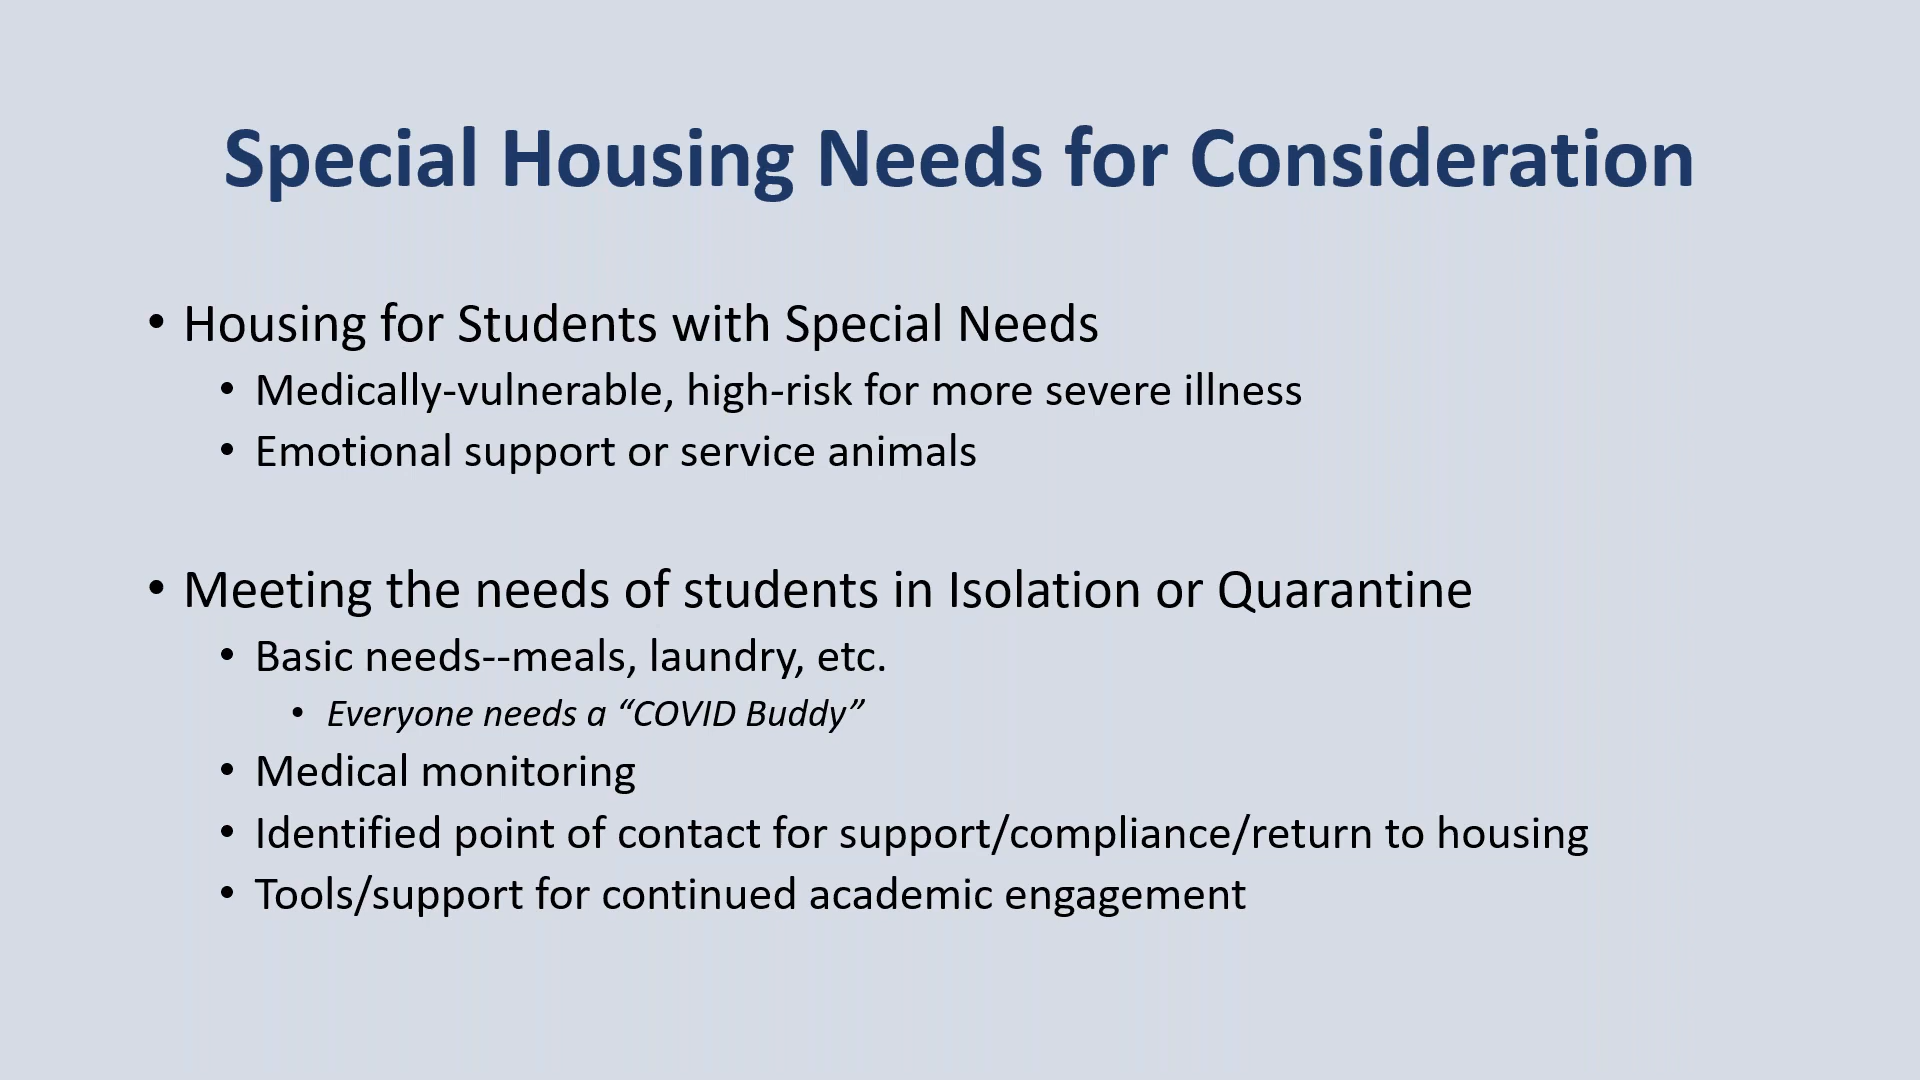 Special Housing Needs for Consideration
• Housing for Students with Special Needs
• Medically-vulnerable, high-risk for more severe illness
• Emotional support or service animals
• Meeting the needs of students in Isolation or Quarantine
• Basic needs--meals, laundry, etc.
• Everyone needs a “COVID Buddy”
• Medical monitoring
• Identified point of contact for support/compliance/return to housing
• Tools/support for continued academic engagement